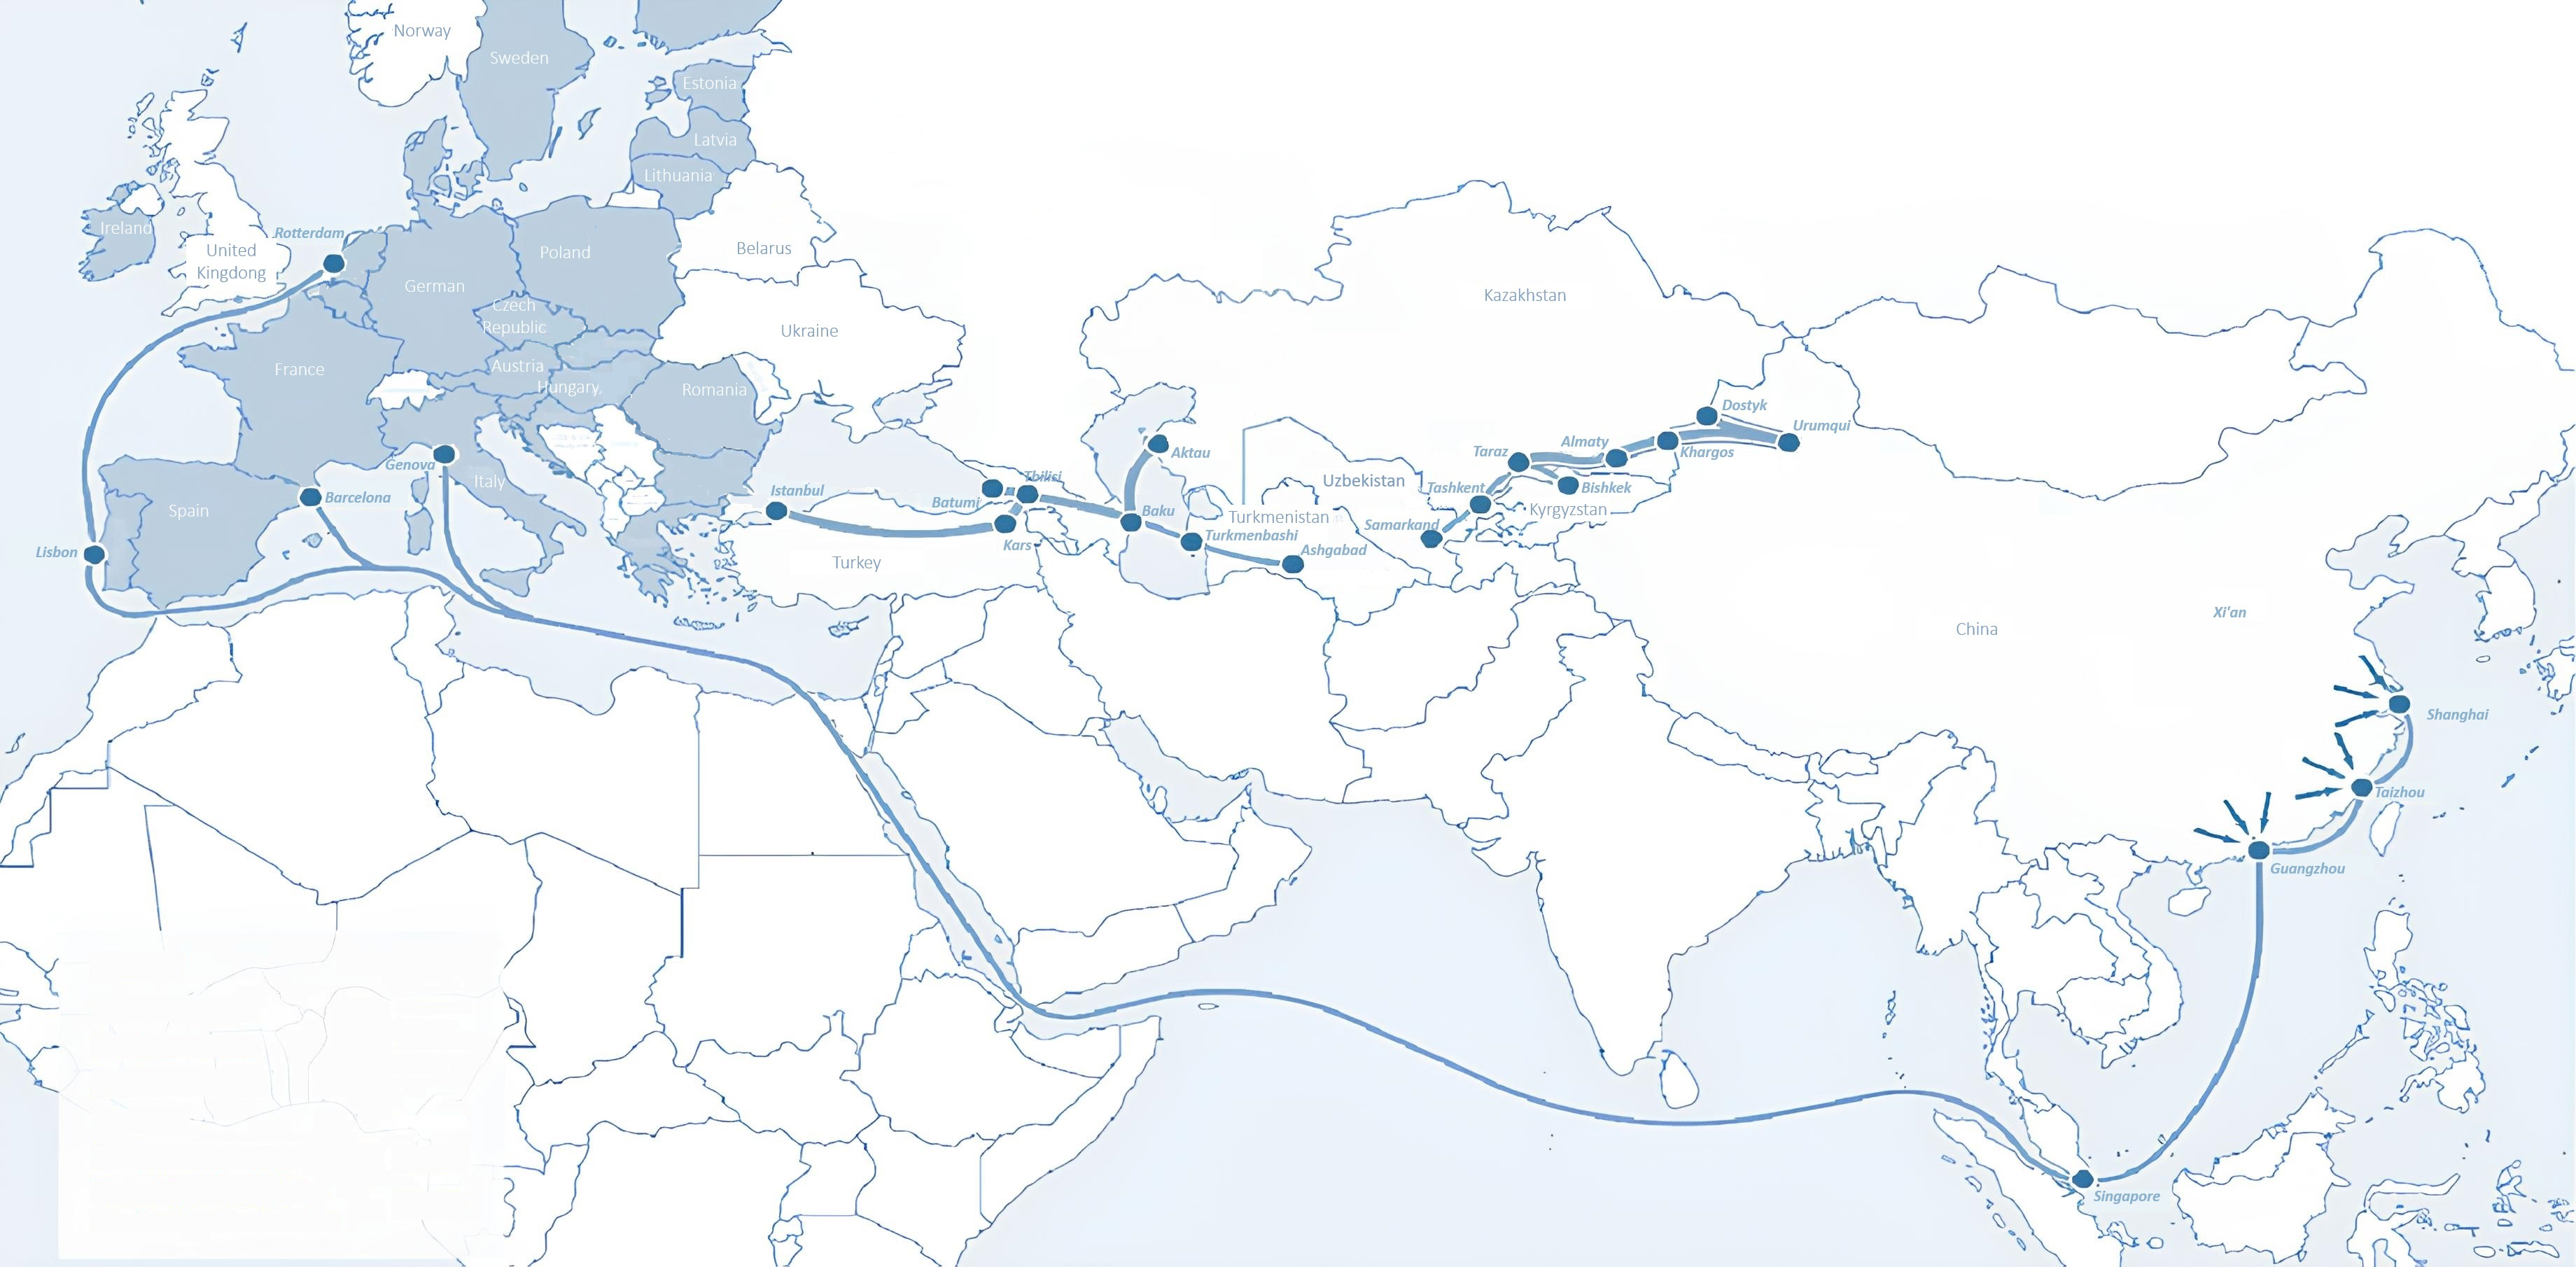 Norway
Sweden
Estonia
Latvia
Lithuania
Ireland
United
Kingdong
Rotterdam
Belarus
Poland
German
Czech
Republic
Ukraine
Kazakhstan
France
Austria
Hungary,
Romania
Dostyk
Urumqi
Almaty
Khargos
Taraz
Aktau
Genova
Italy
Barcelona
Spain
Istanbul
Tbilisi
Batumi
Baku
Uzbekistan
Tashkent
Bishkek
Kyrgyzstan
Turkmenistan
Samarkand
Turkmenbashi
Kars
Ashgabad
Lisbon
Turkey
Xi'an
China
Shanghai
Taizhou
Guangzhou
Singapore